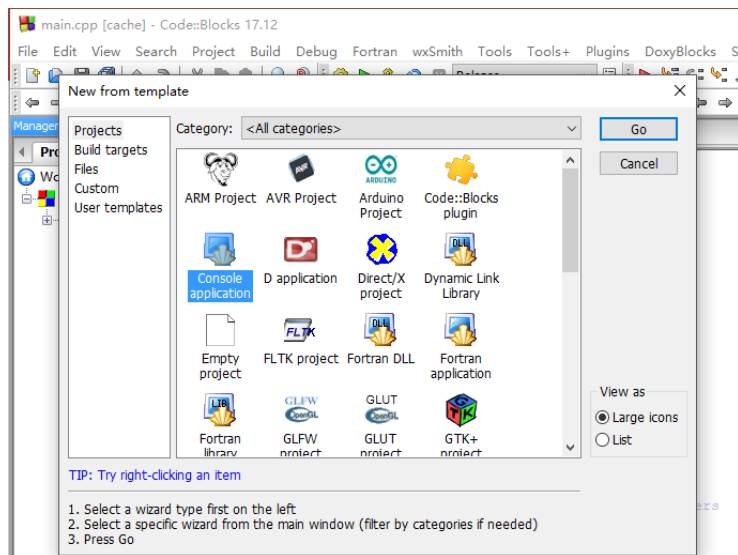 main.cpp [cache] - Code::Blocks 17.12
File Edit View Search Project Build Debug Fortran wxSmith Tools Tools+ Plugins DoxyBlocks S
New from template
Manager
Projects
Build targets
Files
Custom
User templates
Category: <All categories>
Go
Cancel
ARM Project AVR Project Arduino Project Code::Blocks plugin
Console application D application Direct/X project Dynamic Link Library
Empty project FLTK project Fortran DLL Fortran application
Fortran library GLFW project GLUT project GTK+ project
View as
Large icons
List
TIP: Try right-clicking an item
1. Select a wizard type first on the left
2. Select a specific wizard from the main window (filter by categories if needed)
3. Press Go